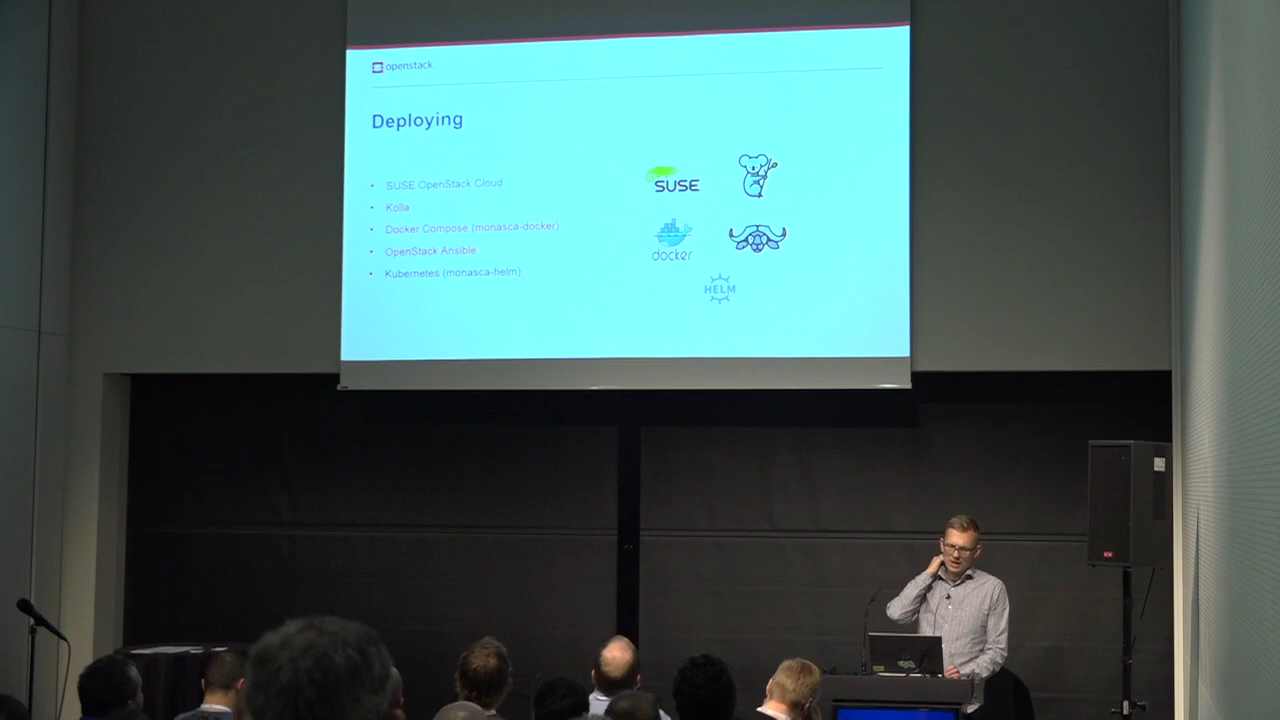 openstack
Deploying
• SUSE OpenStack Cloud
• Kolla
• Docker Compose (monasca-docker)
• OpenStack Ansible
• Kubernetes (monasca-helm)
SUSE
docker
HELM